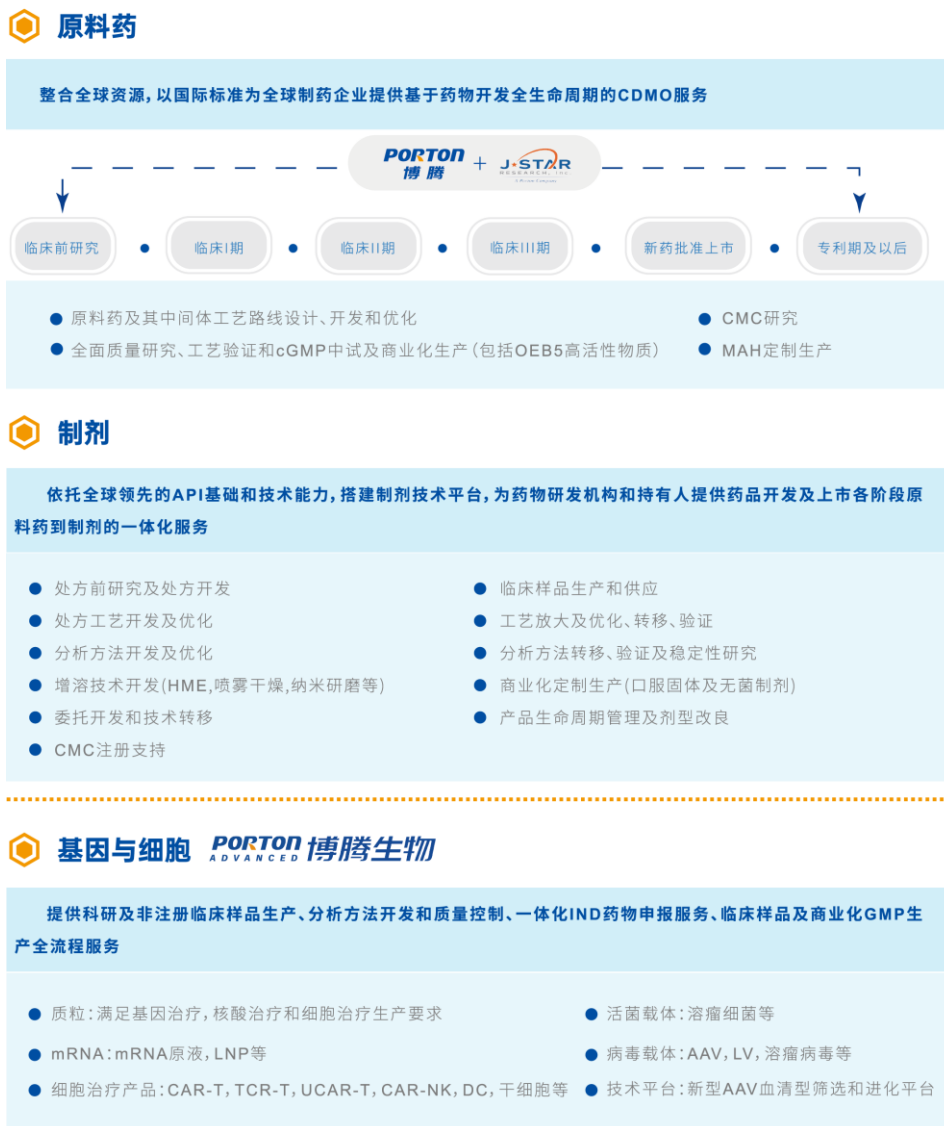 原料药
整合全球资源，以国际标准为全球制药企业提供基于药物开发全生命周期的CDMO服务
PORTON 博腾 + J-STAR RESEARCH, INC.
A Porton Company
临床前研究 • 临床I期 • 临床II期 • 临床III期 • 新药批准上市 • 专利期及以后
● 原料药及其中间体工艺路线设计、开发和优化
● CMC研究
● 全面质量研究、工艺验证和cGMP中试及商业化生产（包括OEB5高活性物质）
● MAH定制生产
制剂
依托全球领先的API基础和技术能力，搭建制剂技术平台，为药物研发机构和持有人提供药品开发及上市各阶段原
料药到制剂的一体化服务
● 处方前研究及处方开发
● 处方工艺开发及优化
● 分析方法开发及优化
● 增溶技术开发(HME,喷雾干燥,纳米研磨等)
● 委托开发和技术转移
● CMC注册支持
● 临床样品生产和供应
● 工艺放大及优化、转移、验证
● 分析方法转移、验证及稳定性研究
● 商业化定制生产(口服固体及无菌制剂)
● 产品生命周期管理及剂型改良
基因与细胞 PORTON ADVANCED 博腾生物
提供科研及非注册临床样品生产、分析方法开发和质量控制、一体化IND药物申报服务、临床样品及商业化GMP生
产全流程服务
● 质粒：满足基因治疗，核酸治疗和细胞治疗生产要求
● mRNA：mRNA原液，LNP等
● 细胞治疗产品：CAR-T，TCR-T，UCAR-T，CAR-NK，DC，干细胞等
● 活菌载体：溶瘤细菌等
● 病毒载体：AAV，LV，溶瘤病毒等
● 技术平台：新型AAV血清型筛选和进化平台